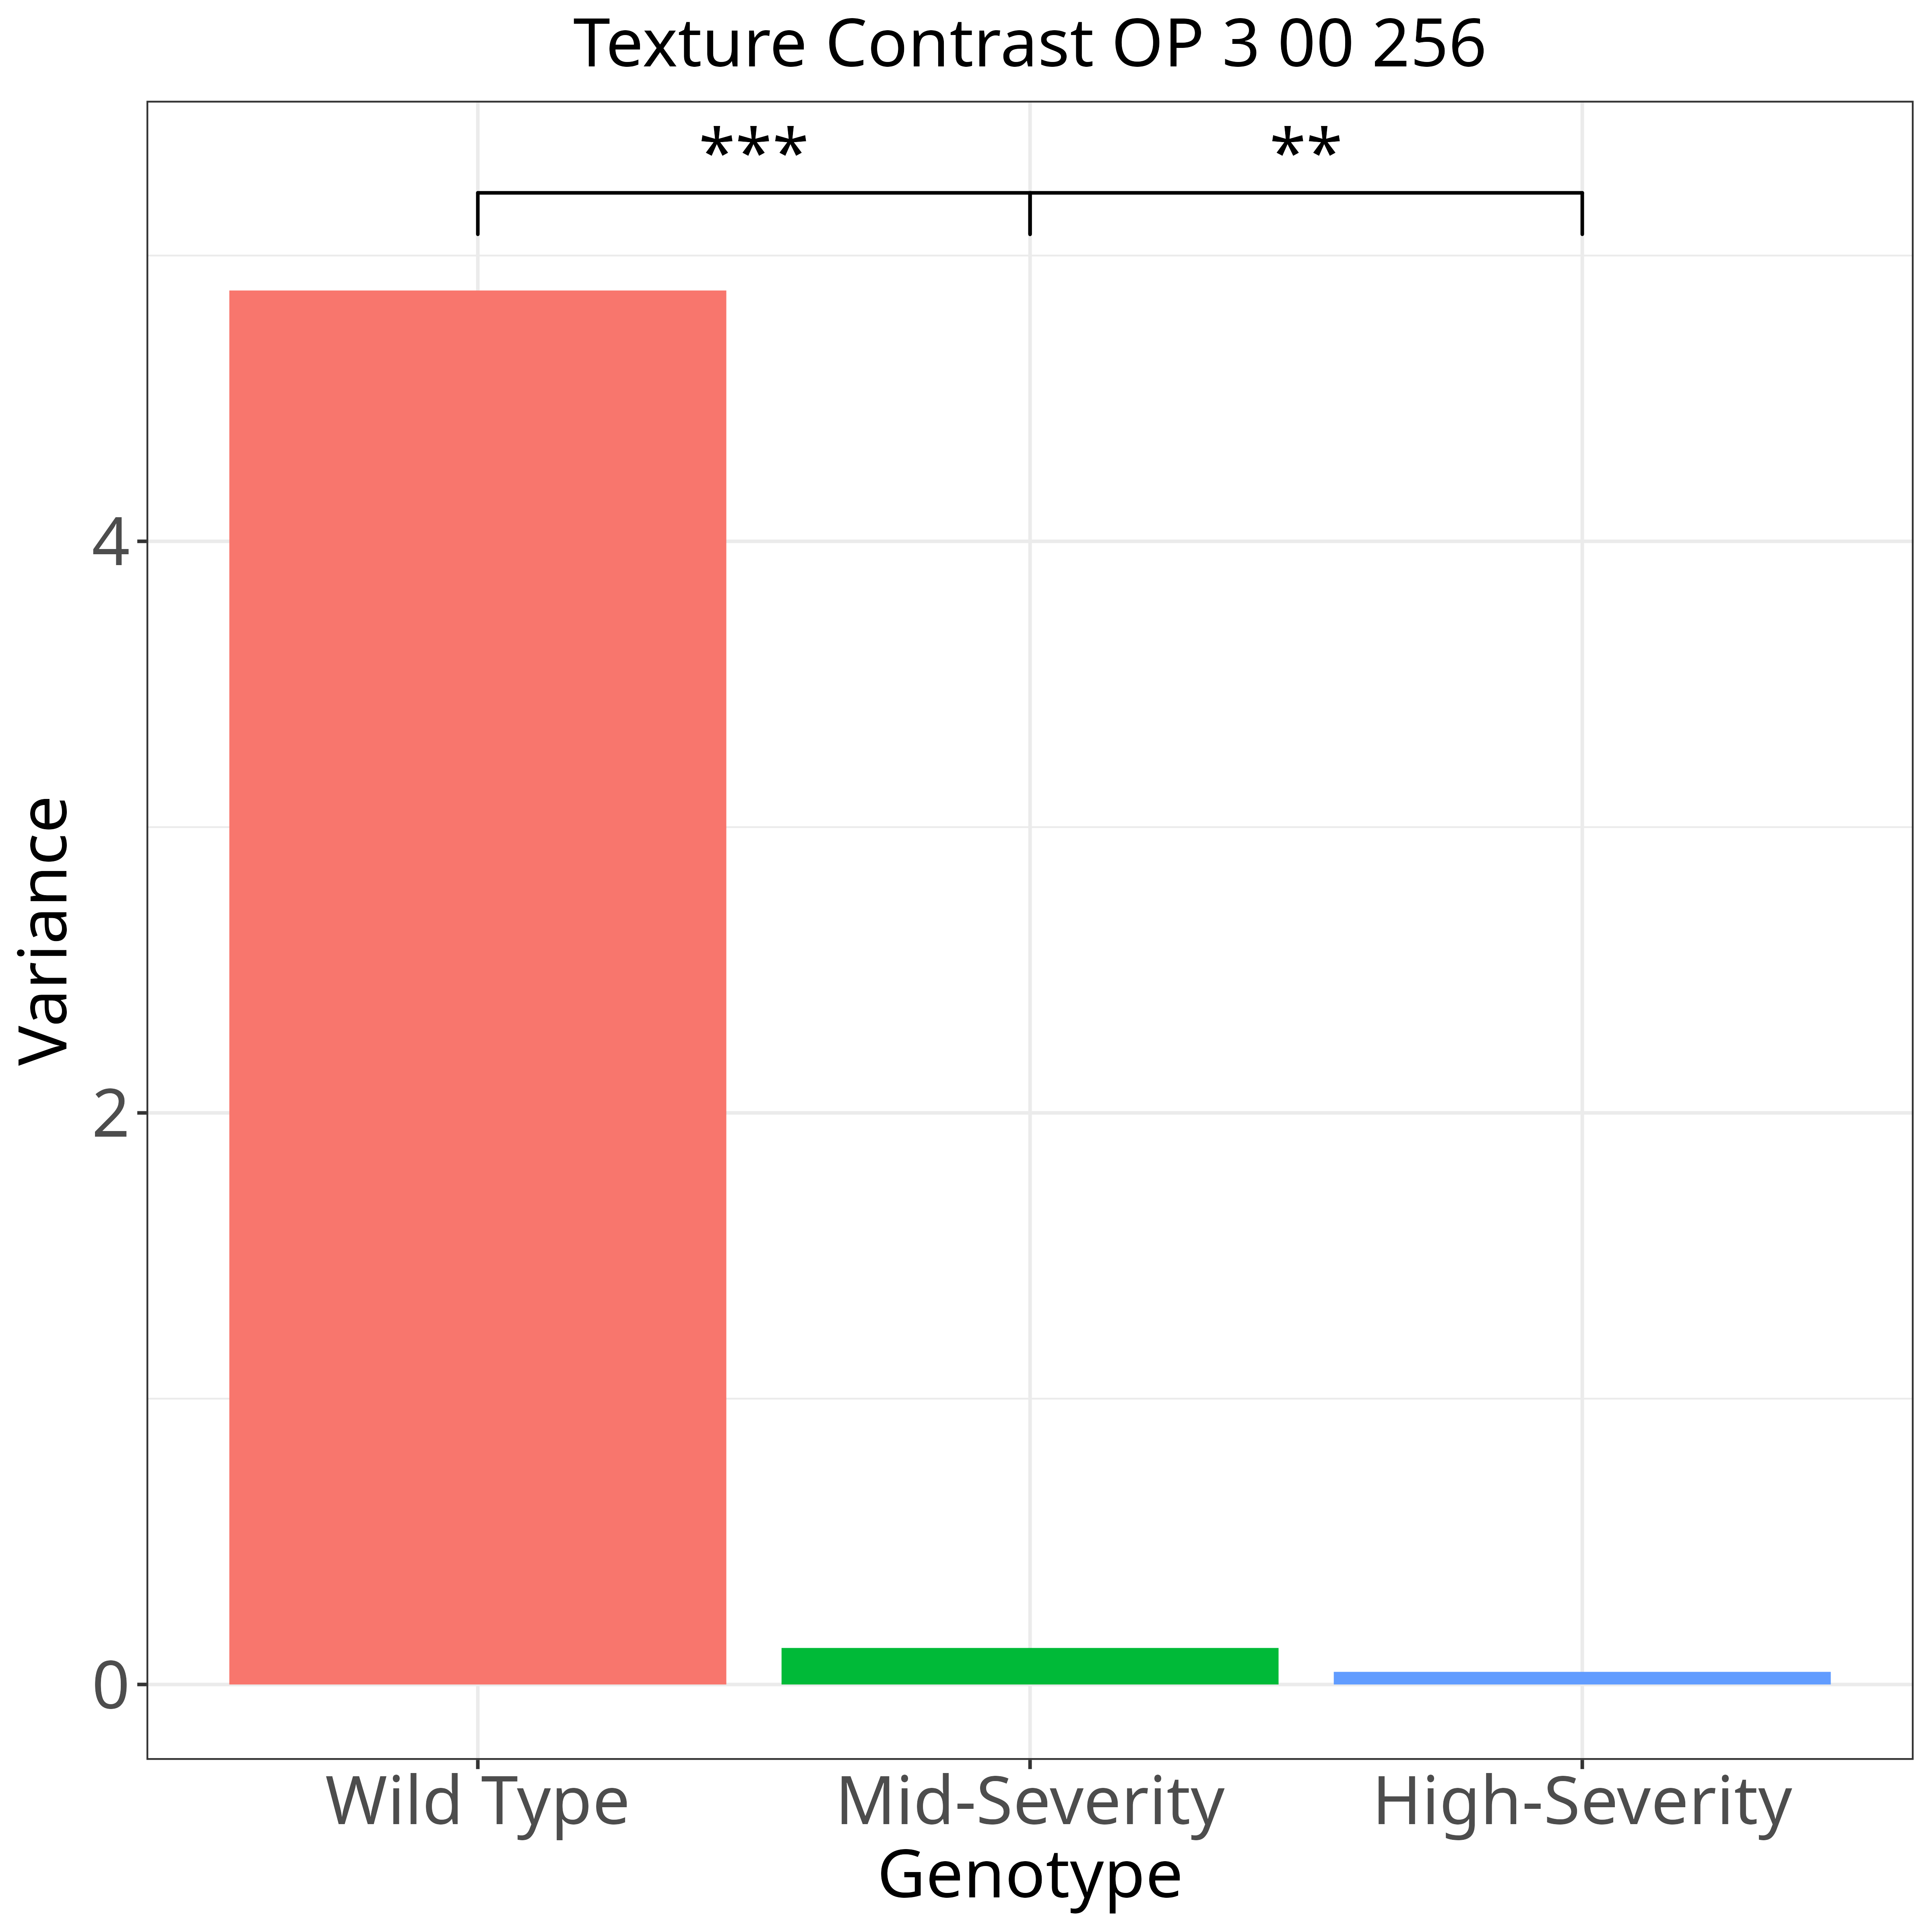 Texture Contrast OP 3 00 256
*** **
4
2
0
Variance
Wild Type Mid-Severity High-Severity
Genotype